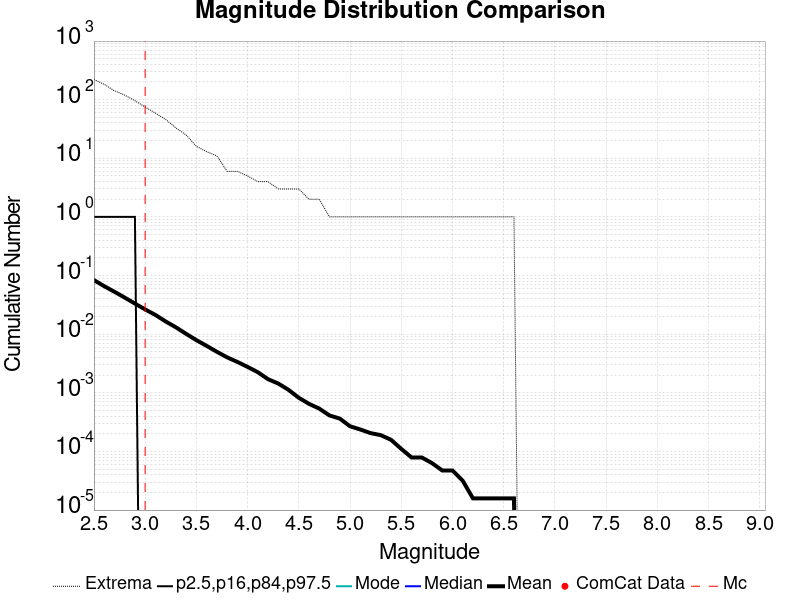 Magnitude Distribution Comparison
10^3
10^2
10^1
10^0
10^-1
10^-2
10^-3
10^-4
10^-5
Cumulative Number
2.5 3.0 3.5 4.0 4.5 5.0 5.5 6.0 6.5 7.0 7.5 8.0 8.5 9.0
Magnitude
Extrema p2.5,p16,p84,p97.5 Mode Median Mean ComCat Data Mc